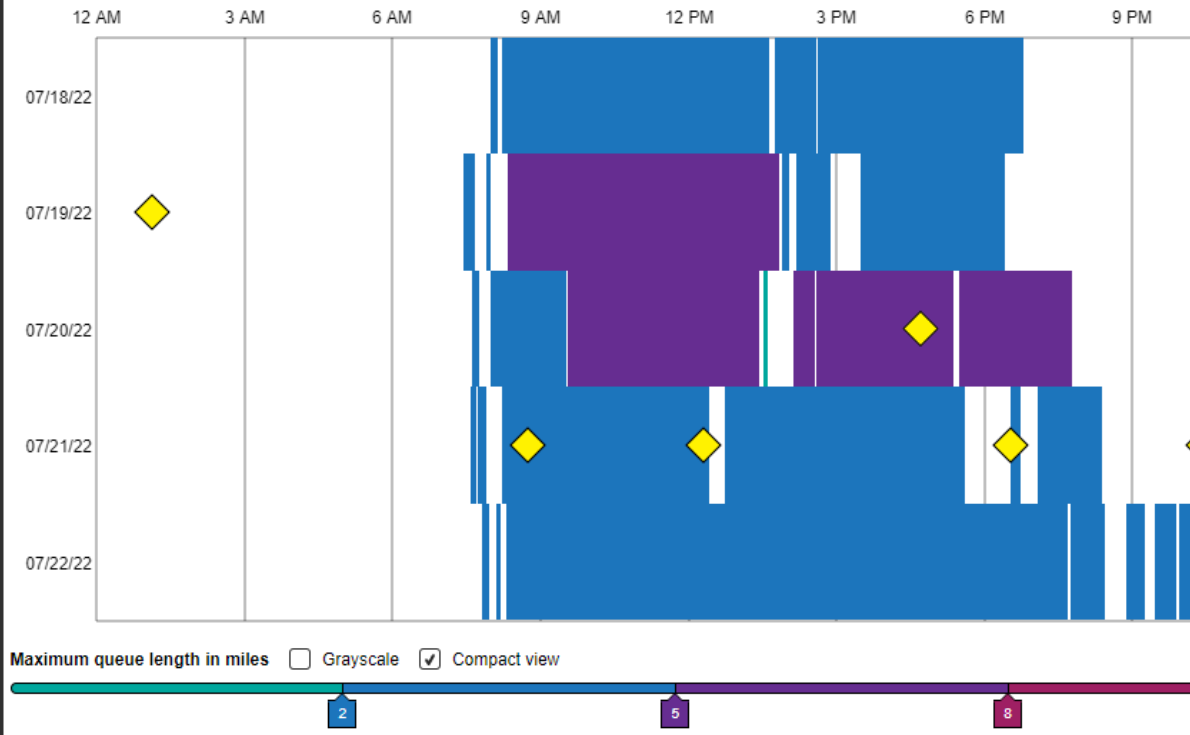 12 AM 3 AM 6 AM 9 AM 12 PM 3 PM 6 PM 9 PM
07/18/22
07/19/22
07/20/22
07/21/22
07/22/22
Maximum queue length in miles Grayscale Compact view
2 5 8